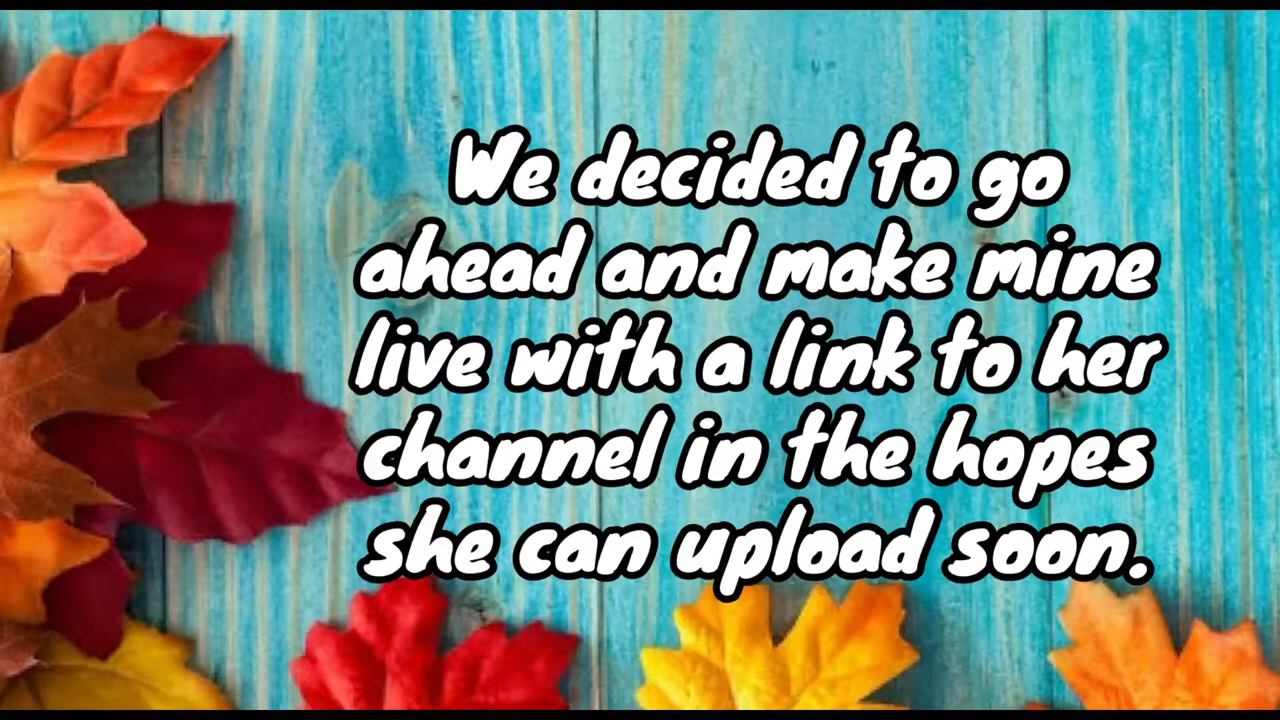 We decided to go
ahead and make mine
live with a link to her
channel in the hopes
she can upload soon.